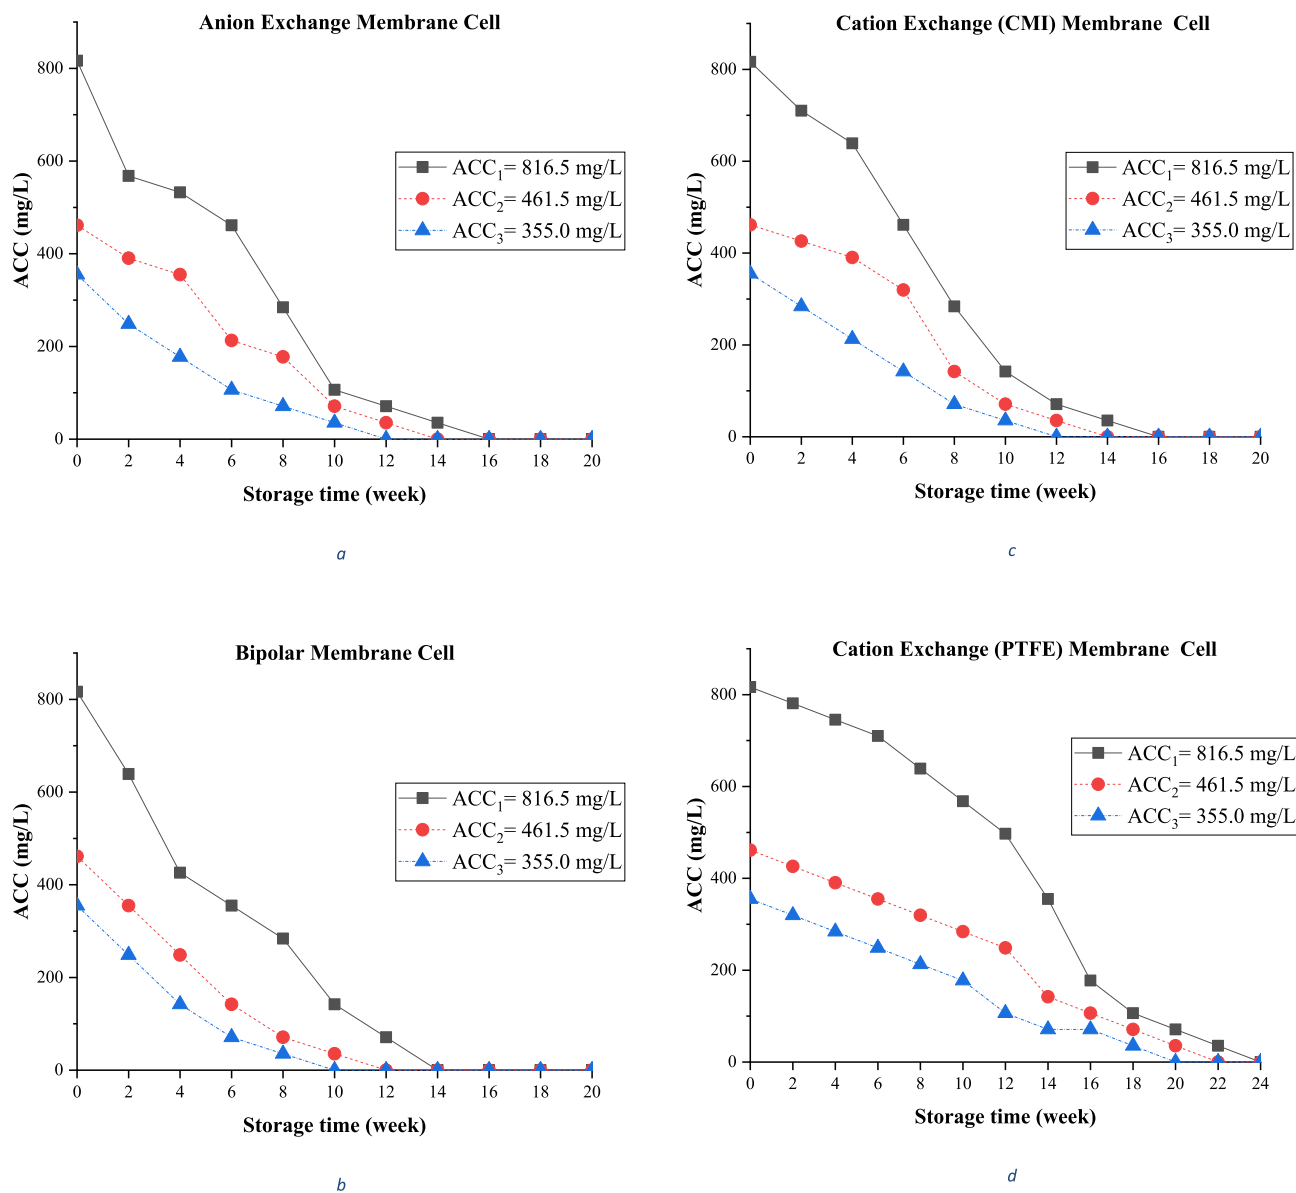 Anion Exchange Membrane Cell
800
600
400
200
0
ACC (mg/L)
ACC₁= 816.5 mg/L
ACC₂= 461.5 mg/L
ACC₃= 355.0 mg/L
0 2 4 6 8 10 12 14 16 18 20
Storage time (week)
a
Cation Exchange (CMI) Membrane Cell
800
600
400
200
0
ACC (mg/L)
ACC₁= 816.5 mg/L
ACC₂= 461.5 mg/L
ACC₃= 355.0 mg/L
0 2 4 6 8 10 12 14 16 18 20
Storage time (week)
c
Bipolar Membrane Cell
800
600
400
200
0
ACC (mg/L)
ACC₁= 816.5 mg/L
ACC₂= 461.5 mg/L
ACC₃= 355.0 mg/L
0 2 4 6 8 10 12 14 16 18 20
Storage time (week)
b
Cation Exchange (PTFE) Membrane Cell
800
600
400
200
0
ACC (mg/L)
ACC₁= 816.5 mg/L
ACC₂= 461.5 mg/L
ACC₃= 355.0 mg/L
0 2 4 6 8 10 12 14 16 18 20 22 24
Storage time (week)
d